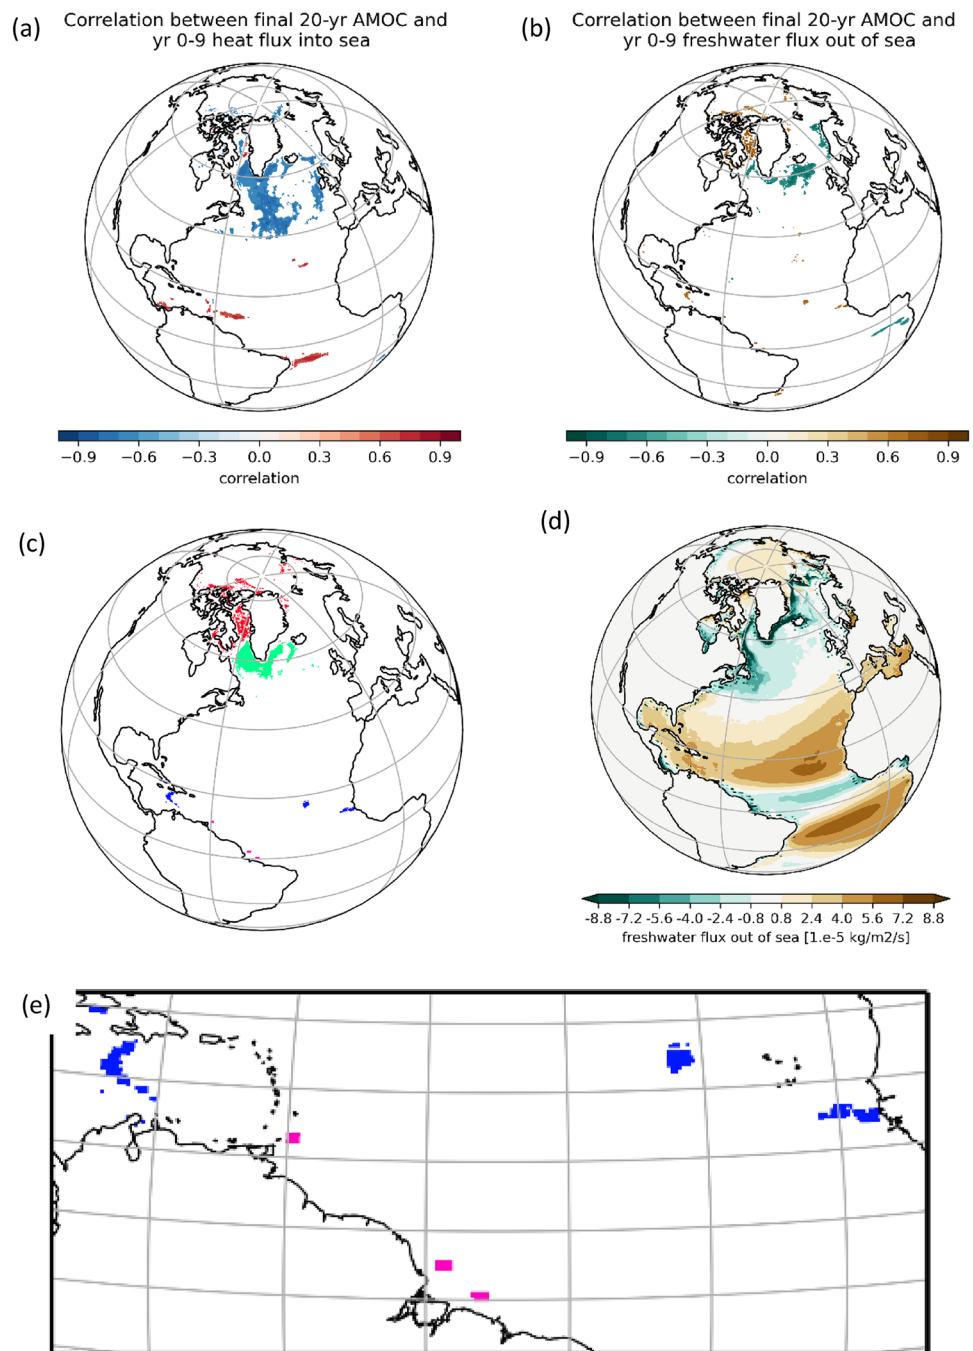 (a)
Correlation between final 20-yr AMOC and
yr 0-9 heat flux into sea
(b)
Correlation between final 20-yr AMOC and
yr 0-9 freshwater flux out of sea
−0.9 −0.6 −0.3 0.0 0.3 0.6 0.9
correlation
−0.9 −0.6 −0.3 0.0 0.3 0.6 0.9
correlation
(c)
(d)
-8.8 -7.2 -5.6 -4.0 -2.4 -0.8 0.8 2.4 4.0 5.6 7.2 8.8
freshwater flux out of sea [1.e-5 kg/m2/s]
(e)